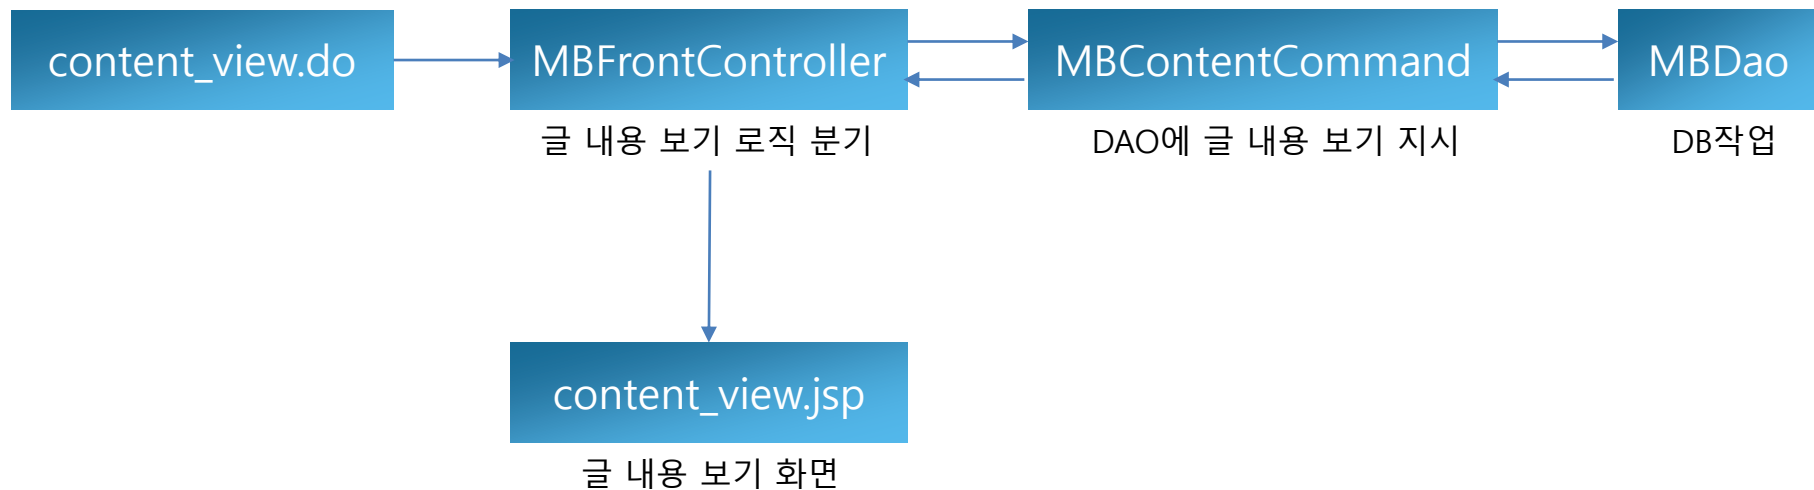 content_view.do
MBFrontController
MBContentCommand
MBDao
글 내용 보기 로직 분기
DAO에 글 내용 보기 지시
DB작업
content_view.jsp
글 내용 보기 화면